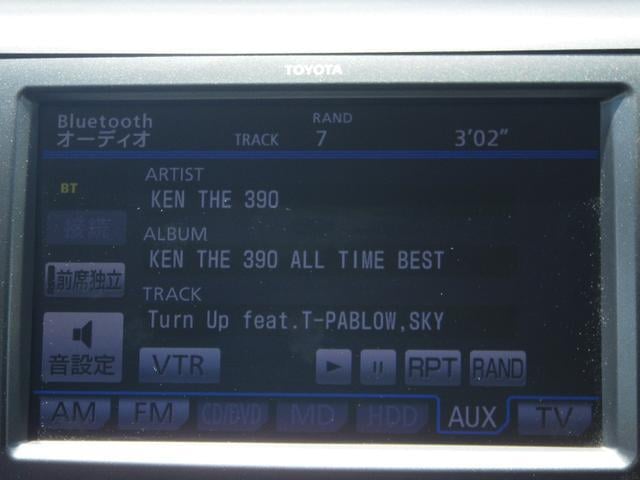 TOYOTA
Bluetooth
オーディオ
RAND
TRACK 7 3'02"
ARTIST
BT
KEN THE 390
接続
ALBUM
KEN THE 390 ALL TIME BEST
前席独立
TRACK
Turn Up feat.T-PABLOW,SKY
音設定
VTR RPT RAND
AM FM CD/DVD MD HDD AUX TV